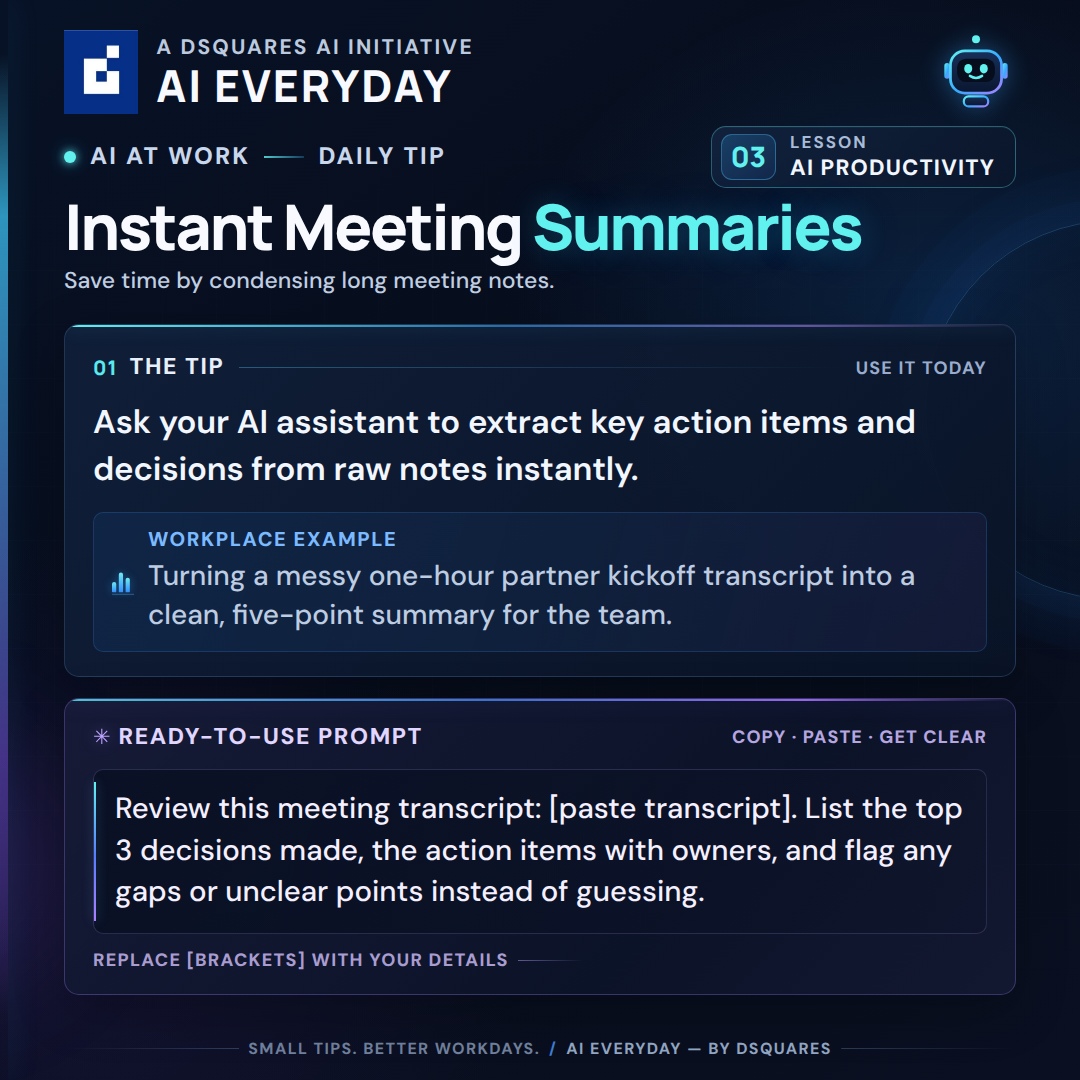 A DSQUARES AI INITIATIVE
AI EVERYDAY
AI AT WORK — DAILY TIP
03
LESSON
AI PRODUCTIVITY
Instant Meeting Summaries
Save time by condensing long meeting notes.
01 THE TIP
USE IT TODAY
Ask your AI assistant to extract key action items and
decisions from raw notes instantly.
WORKPLACE EXAMPLE
Turning a messy one-hour partner kickoff transcript into a
clean, five-point summary for the team.
✳ READY-TO-USE PROMPT
COPY · PASTE · GET CLEAR
Review this meeting transcript: [paste transcript]. List the top
3 decisions made, the action items with owners, and flag any
gaps or unclear points instead of guessing.
REPLACE [BRACKETS] WITH YOUR DETAILS
SMALL TIPS. BETTER WORKDAYS. / AI EVERYDAY — BY DSQUARES